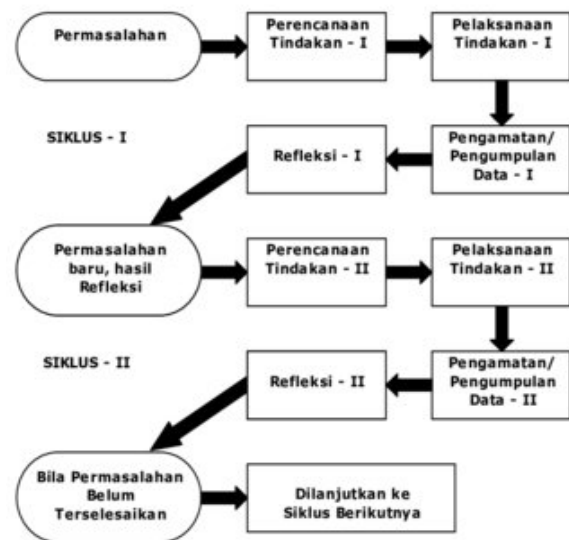 Permasalahan
Perencanaan
Tindakan - I
Pelaksanaan
Tindakan - I
SIKLUS - I
Refleksi - I
Pengamatan/
Pengumpulan
Data - I
Permasalahan
baru, hasil
Refleksi
Perencanaan
Tindakan - II
Pelaksanaan
Tindakan - II
SIKLUS - II
Refleksi - II
Pengamatan/
Pengumpulan
Data - II
Bila Permasalahan
Belum
Terselesaikan
Dilanjutkan ke
Siklus Berikutnya